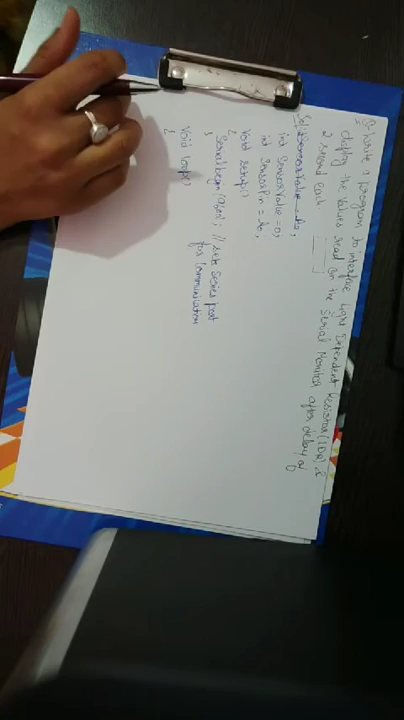 5- Write a program to interface Light Dependent Resistor (LDR) &
display the values read on the Serial Monitor after delay of
2 second each
int sensorValue = 0;
int sensorPin = A0;
void setup()
{
Serial.begin(9600); // sets serial port
for communication
}
void loop()
{